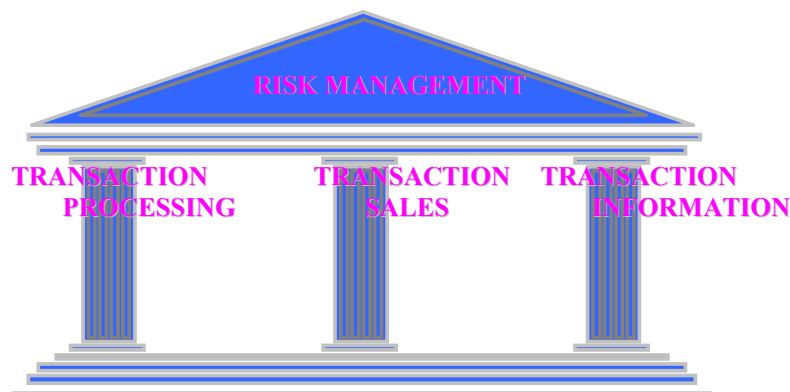 RISK MANAGEMENT
TRANSACTION
PROCESSING
TRANSACTION
SALES
TRANSACTION
INFORMATION